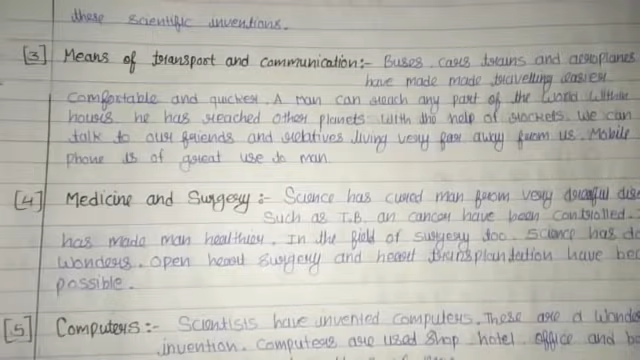 these scientific inventions.
[3] Means of transport and communication:- Buses cars trains and aeroplanes
have made made travelling easier
Comfortable and quicker. A man can reach any part of the world within
hours he has reached other planets with the help of rockets. We can
talk to our friends and relatives living very far away from us. Mobile
phone is of great use to man
[4] Medicine and Surgery :- Science has cured man from very
Such as T.B. an cancer have been controlled.
has made man healthier. In the field of surgery too. Science has
Wonders. Open heart surgery and heart transplantation have
possible.
[5] Computers :- Scientists have invented computers. These are a
invention. Computers are used shop hotel office and